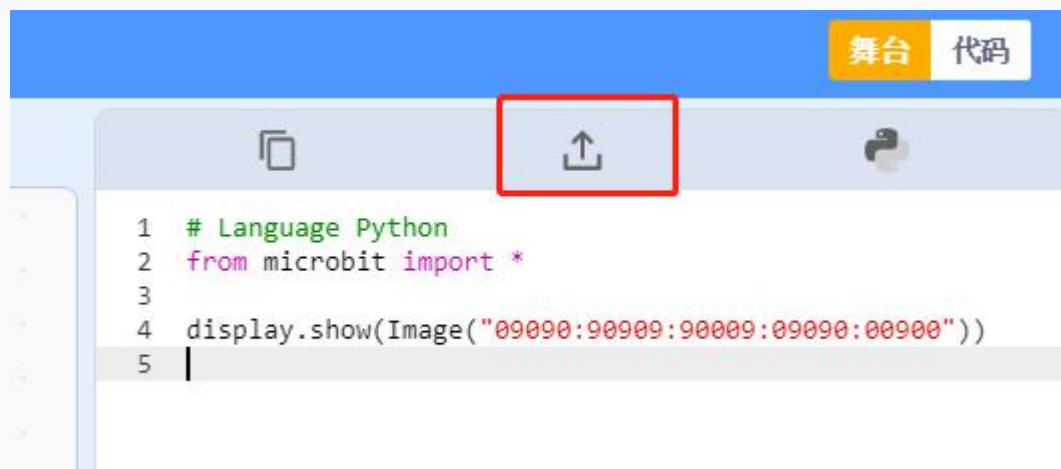 舞台 代码
1 # Language Python
2 from microbit import *
3
4 display.show(Image("09090:90909:90009:09090:00900"))
5